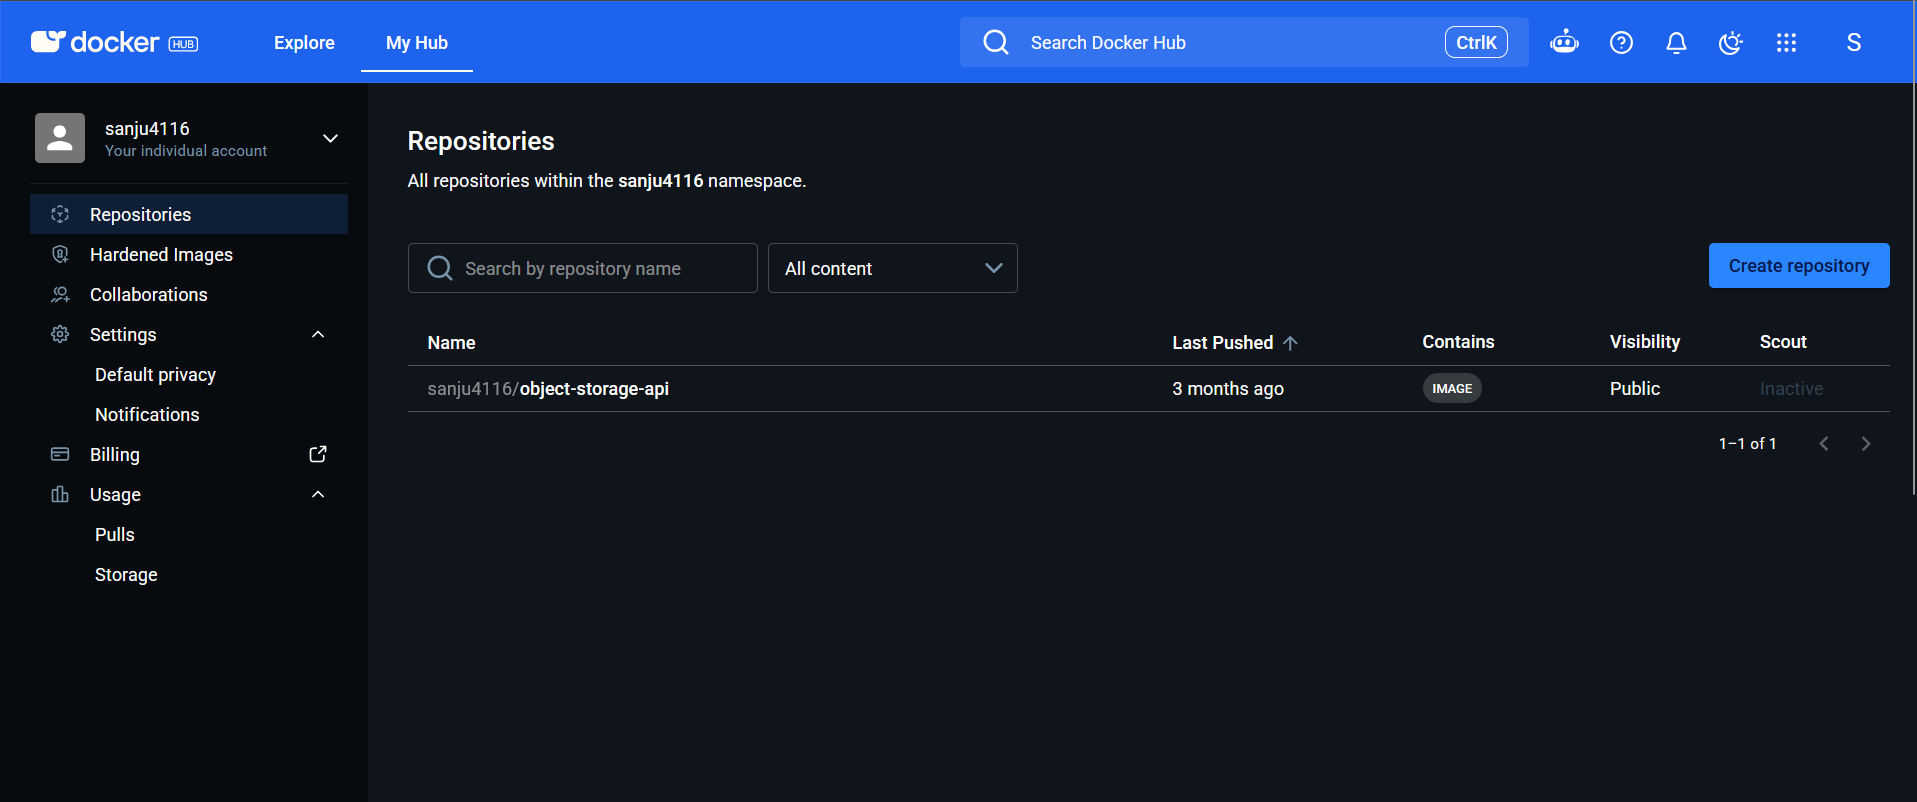 docker HUB
Explore
My Hub
Search Docker Hub
CtrlK
S
sanju4116
Your individual account
Repositories
Hardened Images
Collaborations
Settings
Default privacy
Notifications
Billing
Usage
Pulls
Storage
Repositories
All repositories within the sanju4116 namespace.
Search by repository name
All content
Create repository
Name Last Pushed Contains Visibility Scout
sanju4116/object-storage-api 3 months ago IMAGE Public Inactive
1–1 of 1